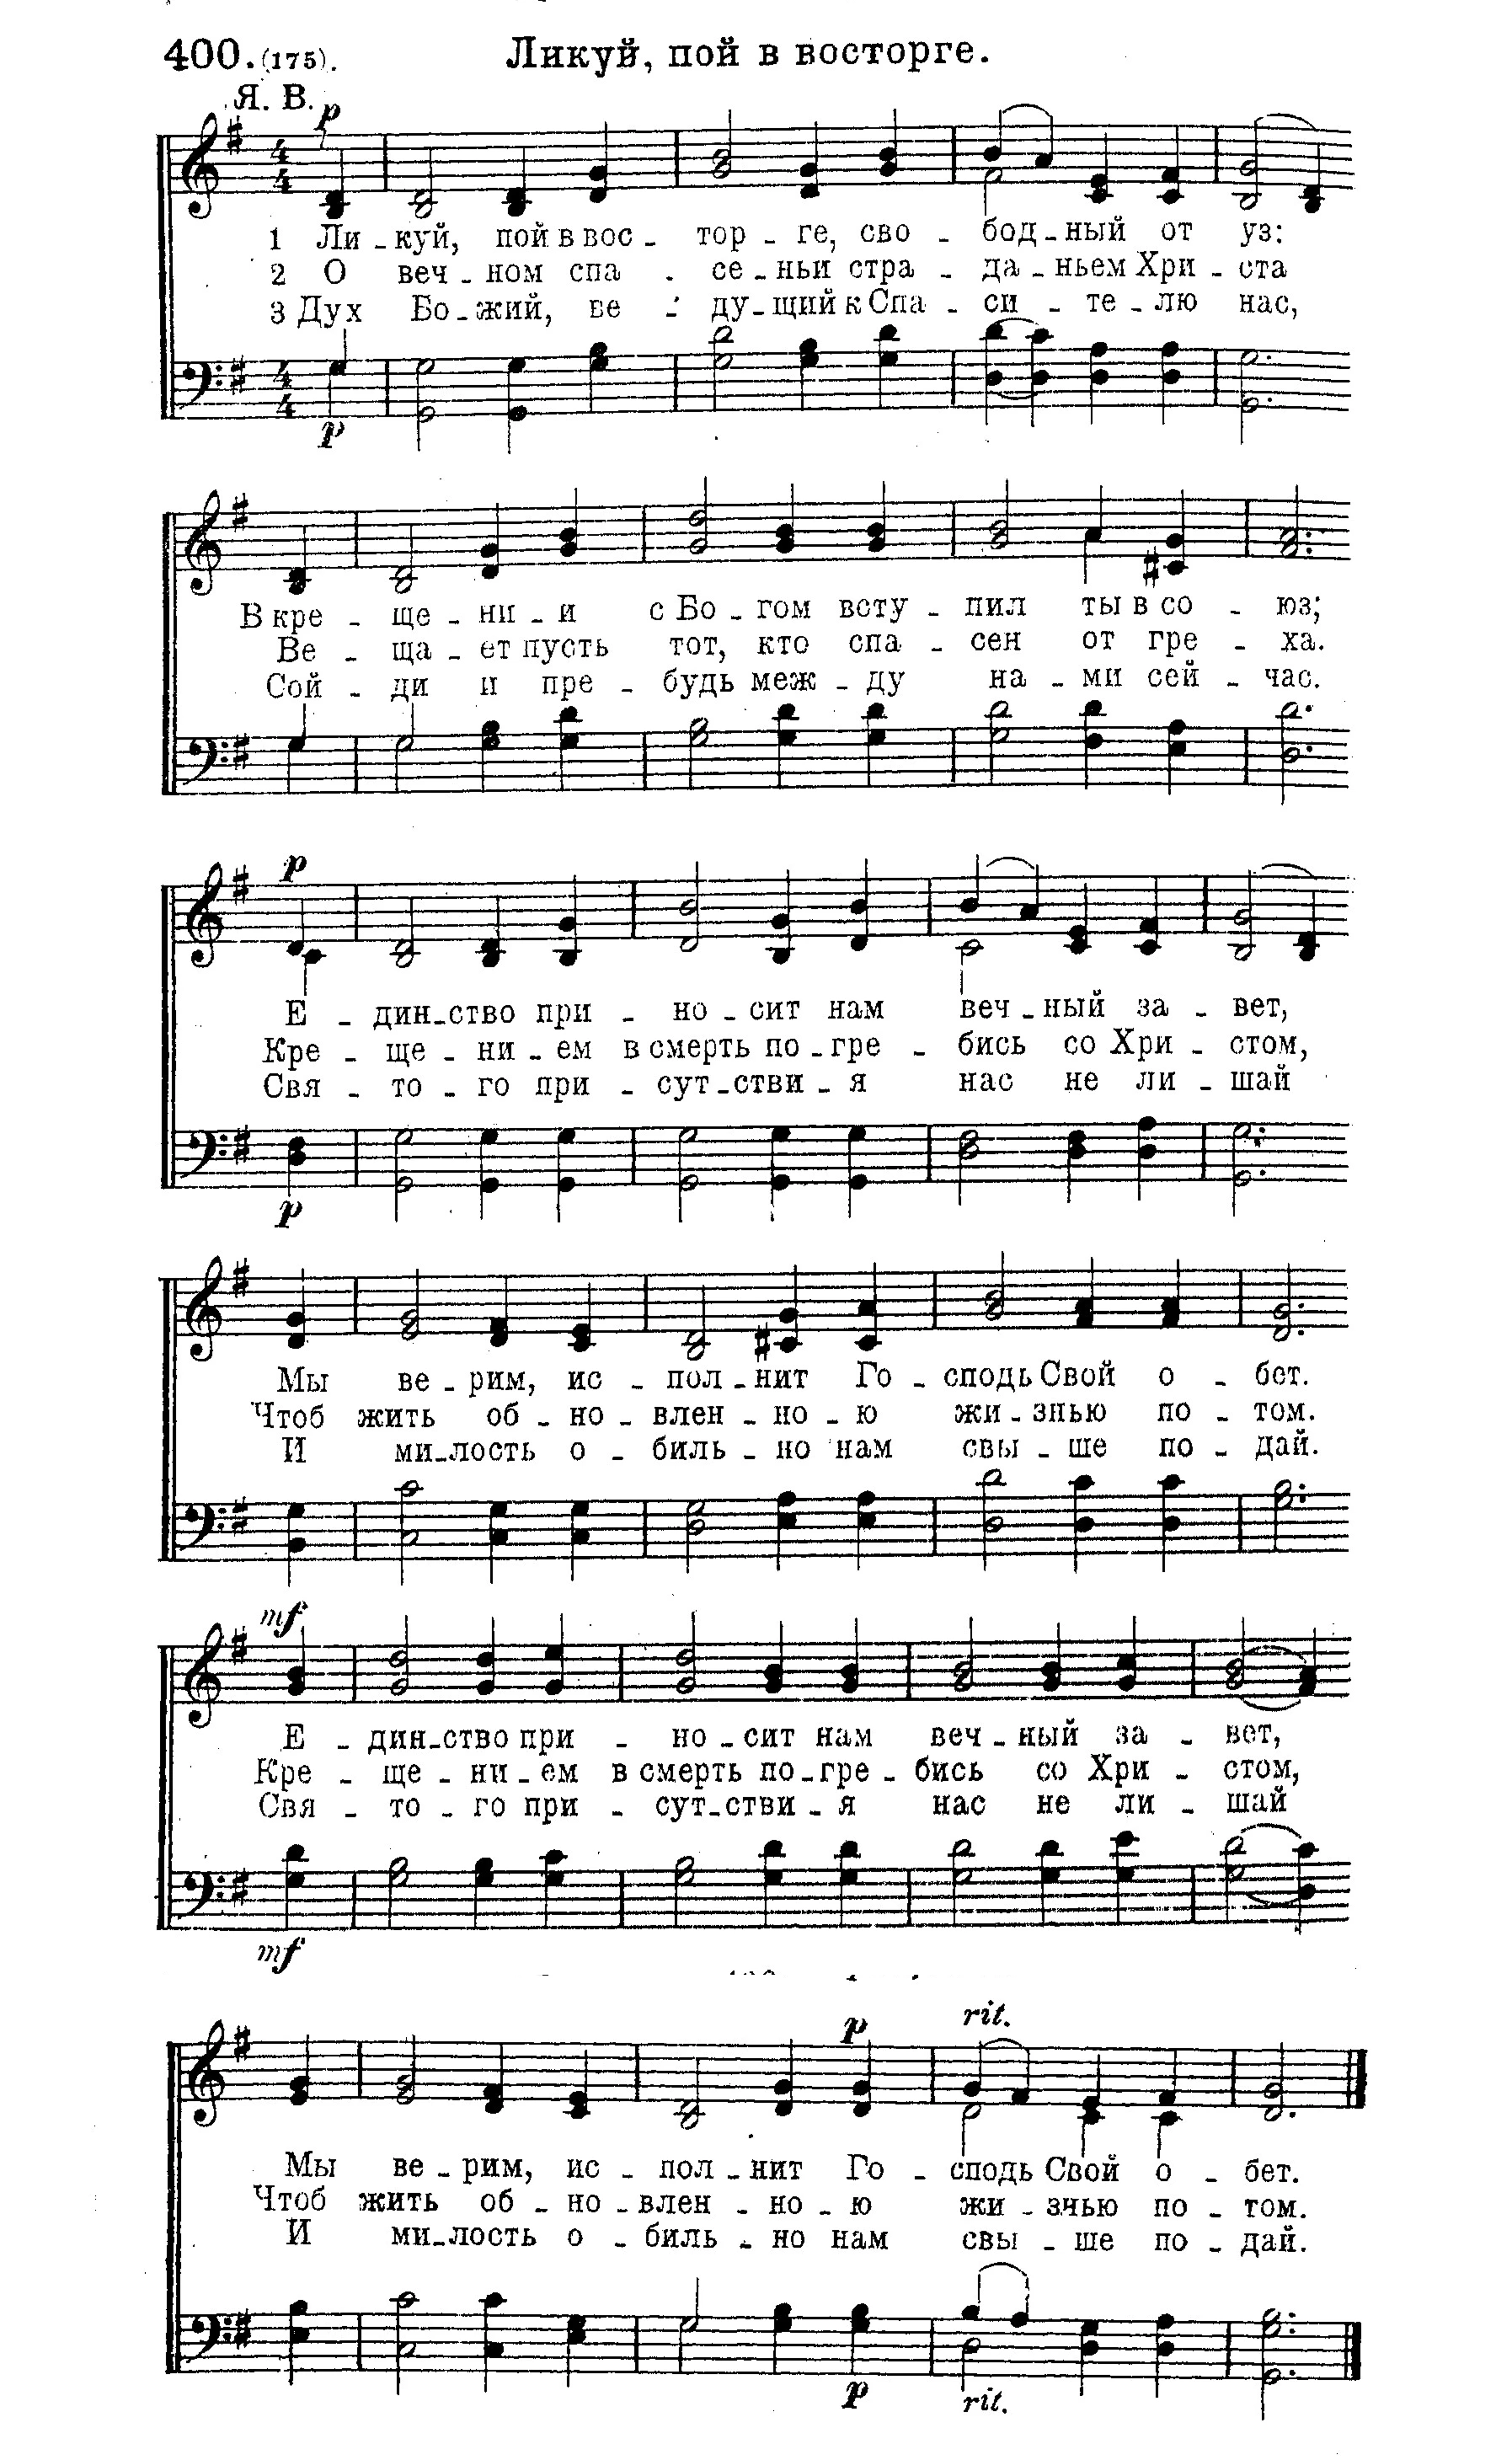 400.(175). Ликуй, пой в восторге.
Я. В.
p
1 Ли - куй, пой в вос - тор - ге, сво - бод - ный от уз:
2 О веч - ном спа - се - ньи стра - да - ньем Хри - ста
3 Дух Бо - жий, ве - ду - щий к Спа - си - те - лю нас,
p
В кре - ще - ни - и с Бо - гом всту - пил ты в со - юз;
Ве - ща - ет пусть тот, кто спа - сен от гре - ха.
Сой - ди и пре - будь меж - ду на - ми сей - час.
p
Е - дин - ство при - но - сит нам веч - ный за - вет,
Кре - ще - ни - ем в смерть по - гре - бись со Хри - стом,
Свя - то - го при - сут - стви - я нас не ли - шай
p
Мы ве - рим, ис - пол - нит Го - сподь Свой о - бет.
Чтоб жить об - но - влен - но - ю жи - знью по - том.
И ми - лость о - биль - но нам свы - ше по - дай.
mf
Е - дин - ство при - но - сит нам веч - ный за - вет,
Кре - ще - ни - ем в смерть по - гре - бись со Хри - стом,
Свя - то - го при - сут - стви - я нас не ли - шай
mf
p rit.
Мы ве - рим, ис - пол - нит Го - сподь Свой о - бет.
Чтоб жить об - но - влен - но - ю жи - знью по - том.
И ми - лость о - биль - но нам свы - ше по - дай.
p rit.